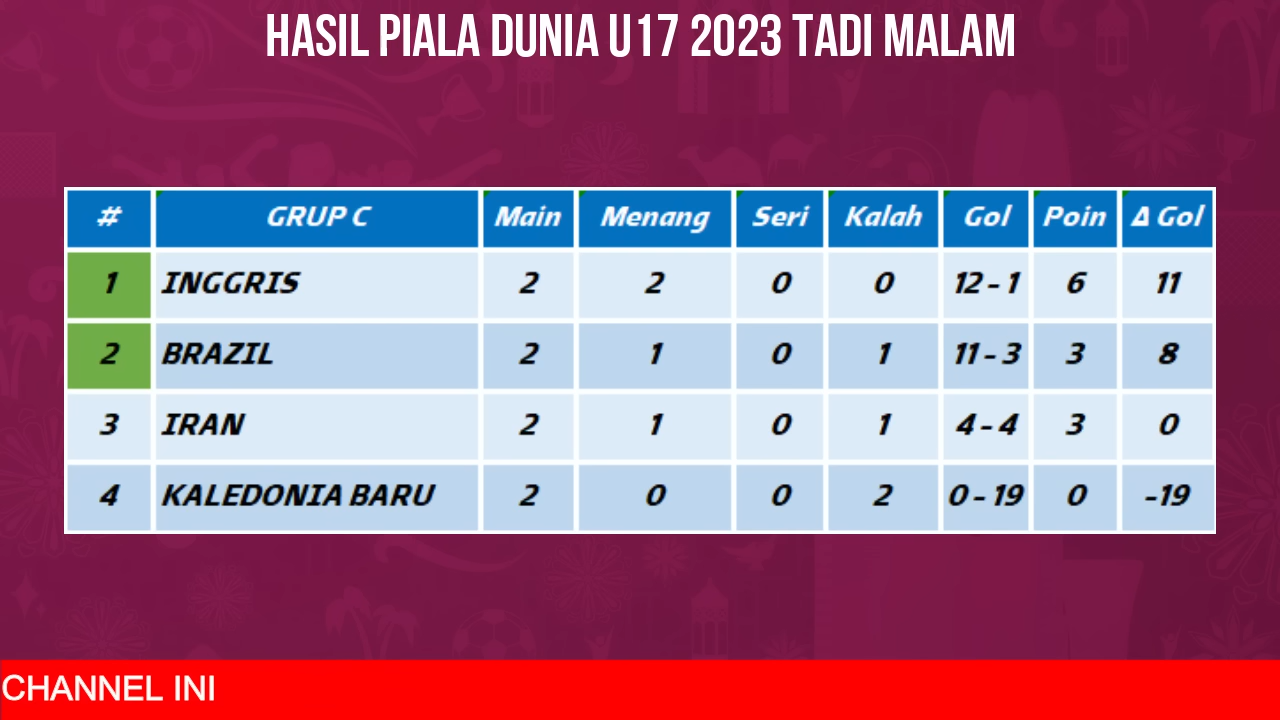 HASIL PIALA DUNIA U17 2023 TADI MALAM
# GRUP C Main Menang Seri Kalah Gol Poin Δ Gol
1 INGGRIS 2 2 0 0 12 - 1 6 11
2 BRAZIL 2 1 0 1 11 - 3 3 8
3 IRAN 2 1 0 1 4 - 4 3 0
4 KALEDONIA BARU 2 0 0 2 0 - 19 0 -19
CHANNEL INI